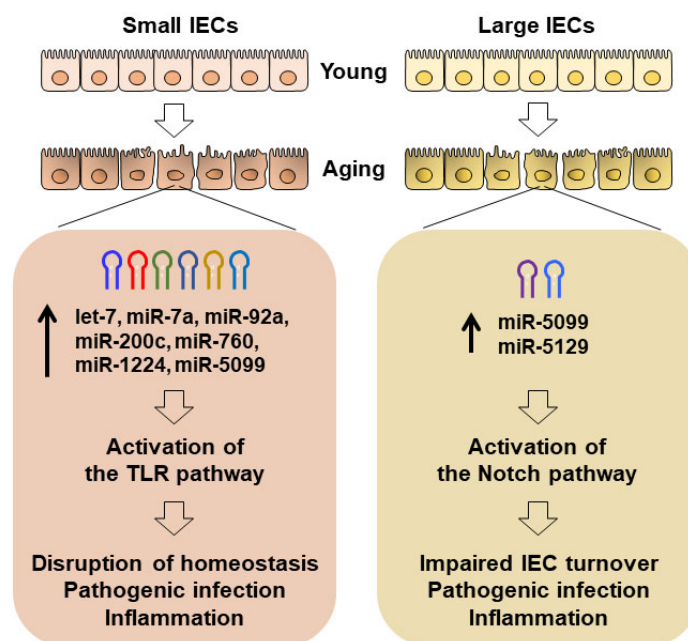 Small IECs
Large IECs
Young
Aging
let-7, miR-7a, miR-92a,
miR-200c, miR-760,
miR-1224, miR-5099
Activation of
the TLR pathway
Disruption of homeostasis
Pathogenic infection
Inflammation
miR-5099
miR-5129
Activation of
the Notch pathway
Impaired IEC turnover
Pathogenic infection
Inflammation